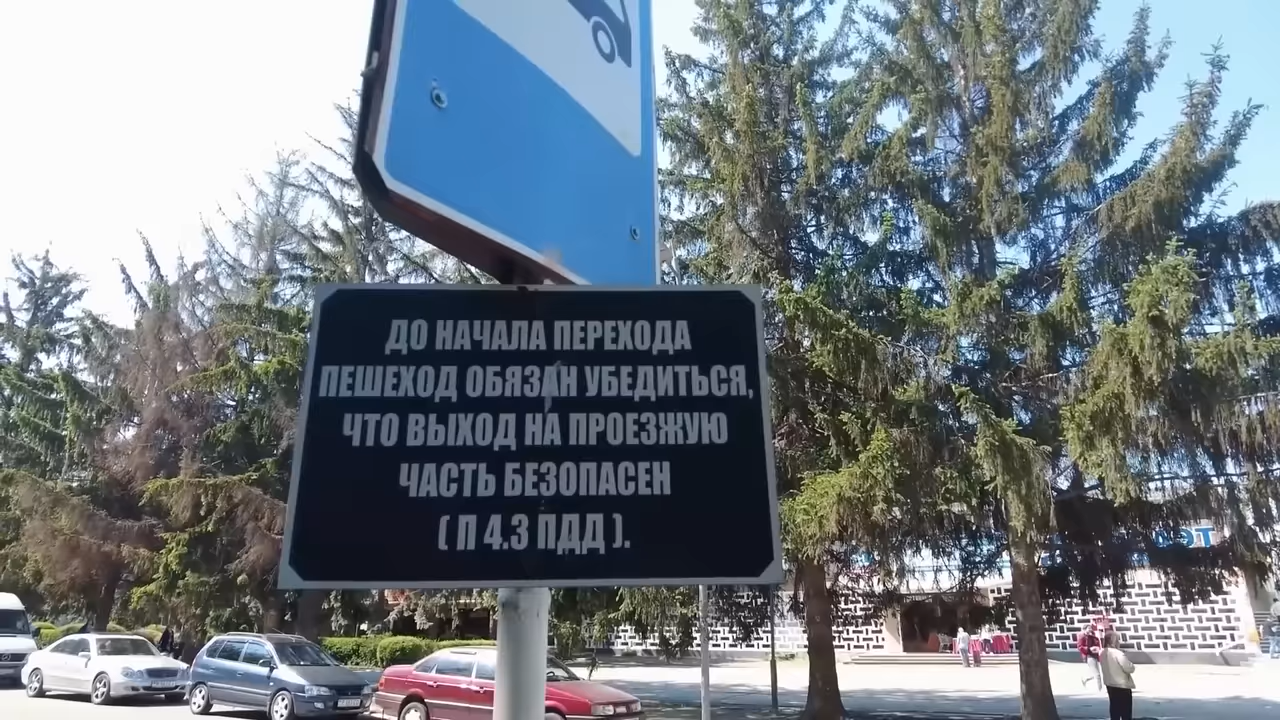 ДО НАЧАЛА ПЕРЕХОДА
ПЕШЕХОД ОБЯЗАН УБЕДИТЬСЯ,
ЧТО ВЫХОД НА ПРОЕЗЖУЮ
ЧАСТЬ БЕЗОПАСЕН
( П 4.3 ПДД ).